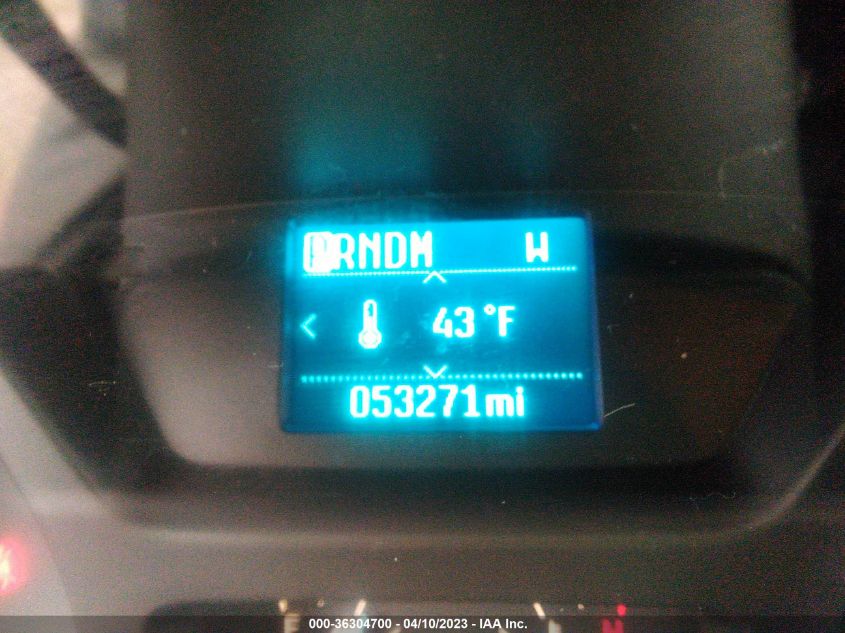 PRNDM W
43°F
053271mi
F H
000-36304700 - 04/10/2023 - IAA Inc.